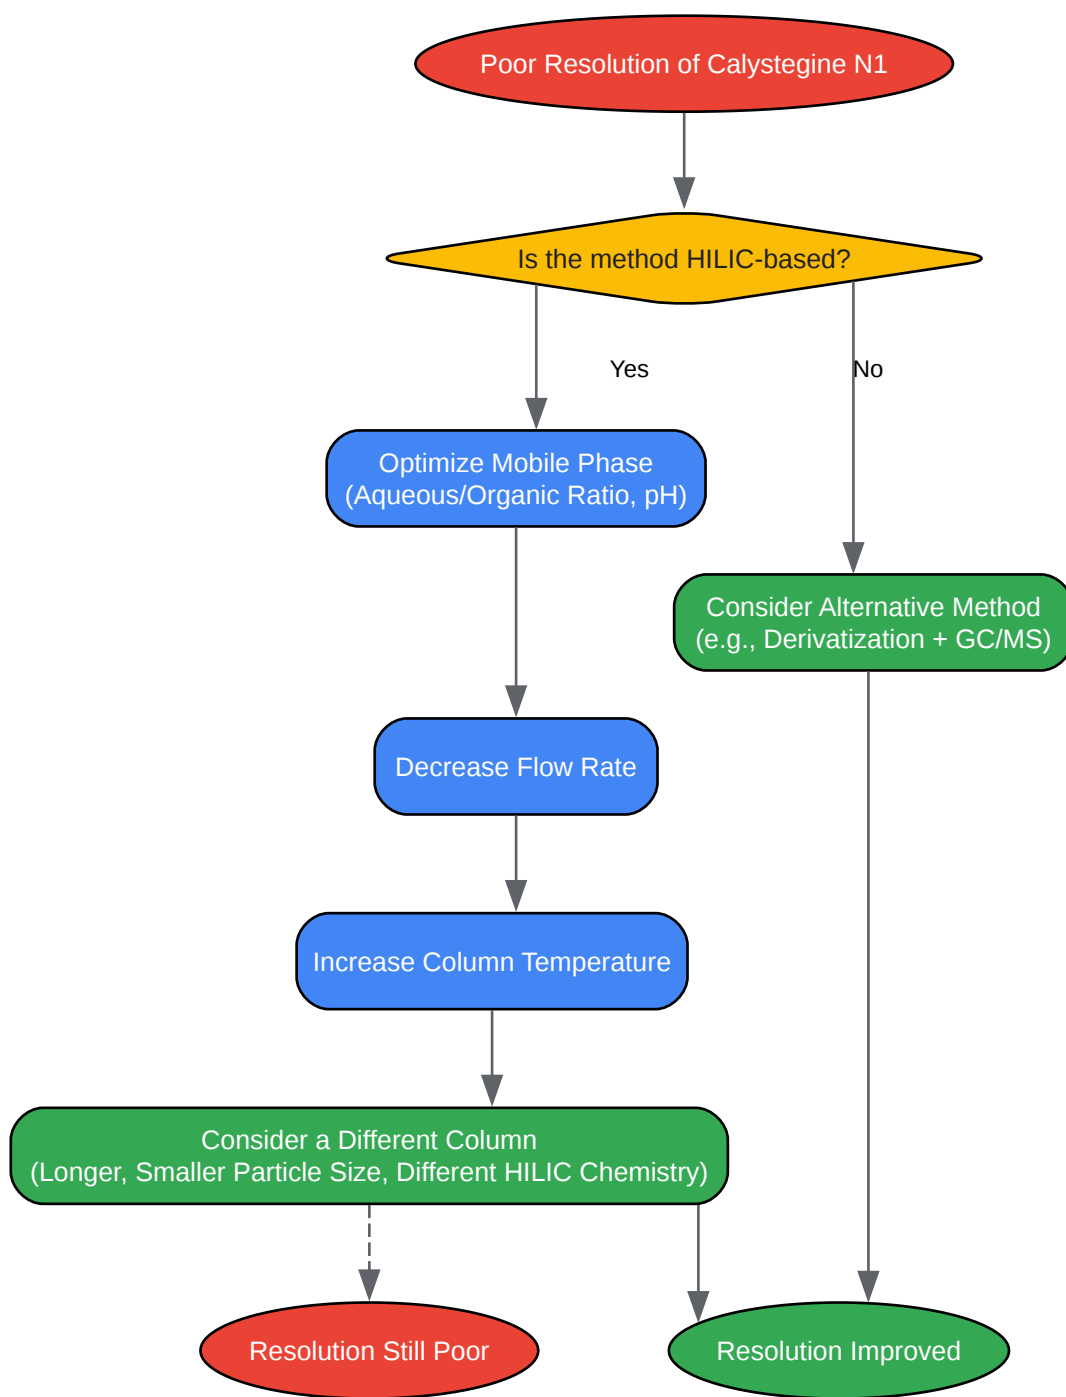 Poor Resolution of Calystegine N1
Is the method HILIC-based?
Yes
No
Optimize Mobile Phase
(Aqueous/Organic Ratio, pH)
Consider Alternative Method
(e.g., Derivatization + GC/MS)
Decrease Flow Rate
Increase Column Temperature
Consider a Different Column
(Longer, Smaller Particle Size, Different HILIC Chemistry)
Resolution Still Poor
Resolution Improved